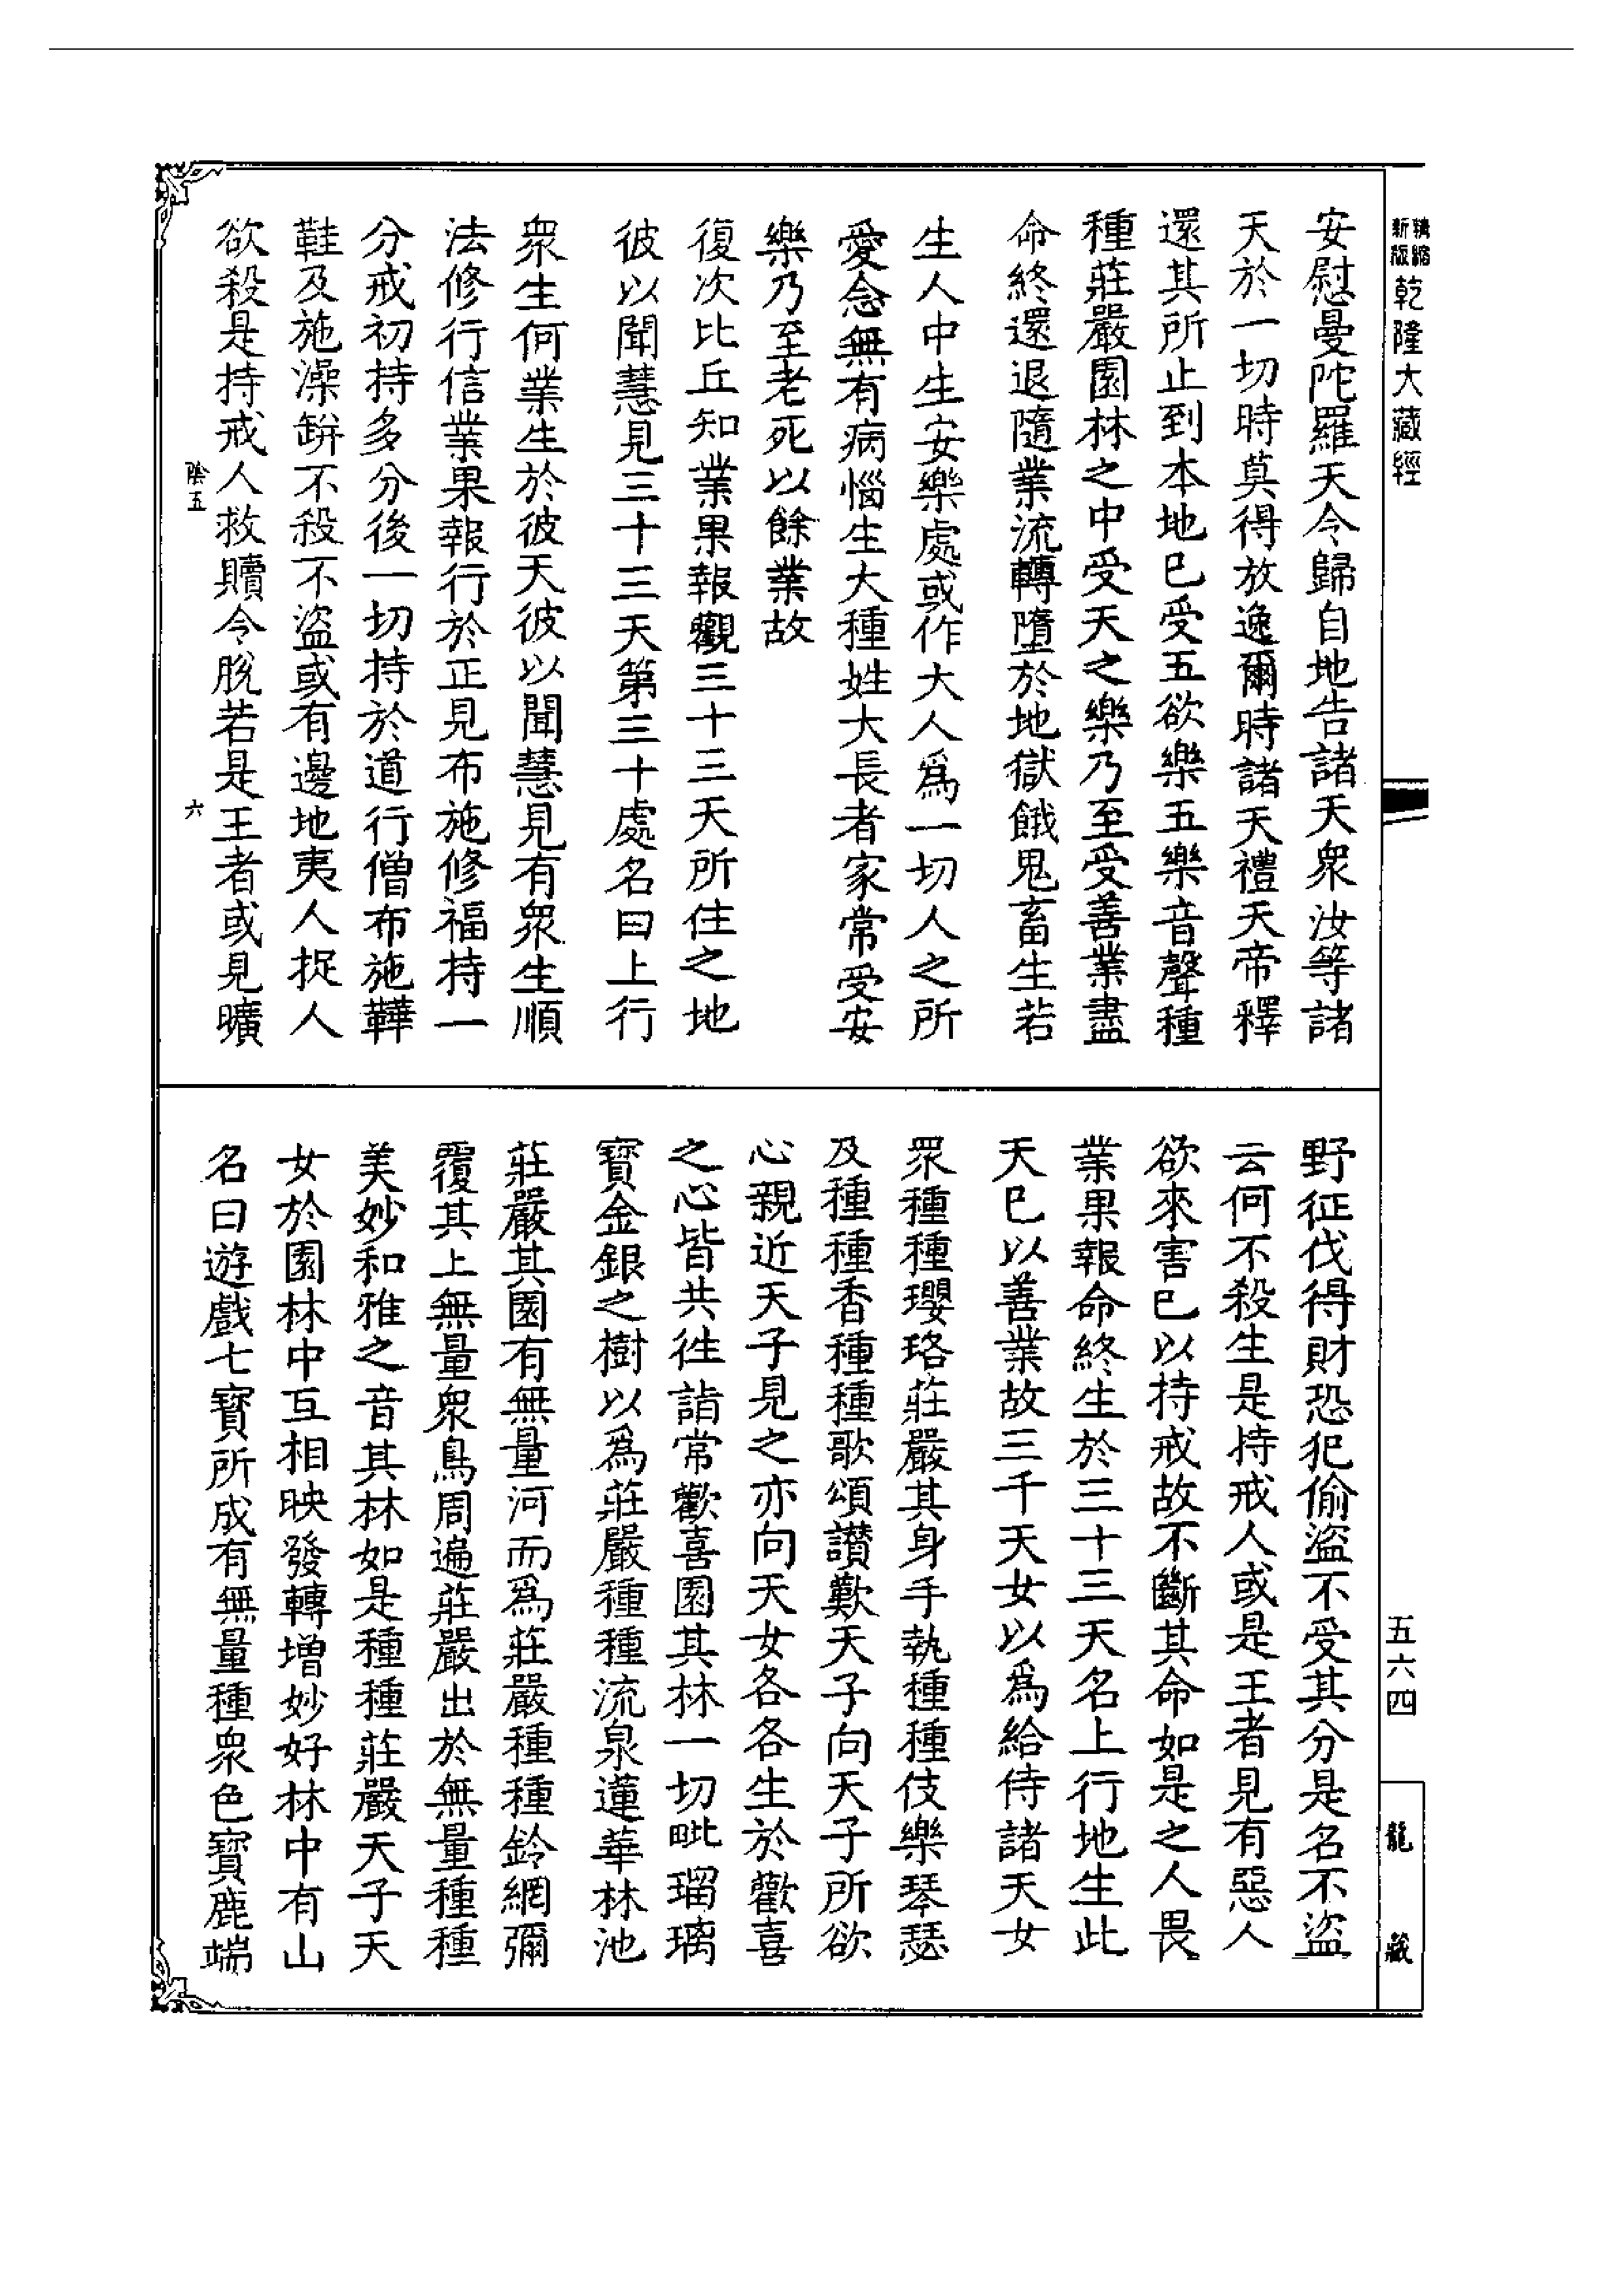 新版精縮乾隆大藏經
安慰曼陀羅天令歸自地告諸天衆汝等諸
天於一切時莫得放逸爾時諸天禮天帝釋
還其所止到本地已受五欲樂五樂音聲種
種莊嚴園林之中受天之樂乃至受善業盡
命終還退隨業流轉墮於地獄餓鬼畜生若
生人中生安樂處或作大人爲一切人之所
愛念無有病惱生大種姓大長者家常受安
樂乃至老死以餘業故
復次比丘知業果報觀三十三天所住之地
彼以聞慧見三十三天第三十處名曰上行
衆生何業生於彼天彼以聞慧見有衆生順
法修行信業果報行於正見布施修福持一
分戒初持多分後一切持於道行僧布施鞾
鞋及施澡缾不殺不盜或有邊地夷人捉人
欲殺是持戒人救贖令脫若是王者或見曠
陰五 六
野征伐得財恐犯偷盜不受其分是名不盜
云何不殺生是持戒人或是王者見有惡人
欲來害已以持戒故不斷其命如是之人畏
業果報命終生於三十三天名上行地生此
天已以善業故三千天女以爲給侍諸天女
衆種種瓔珞莊嚴其身手執種種伎樂琴瑟
及種種香種種歌頌讃歎天子向天子所欲
心親近天子見之亦向天女各各生於歡喜
之心皆共往詣常歡喜園其林一切毗瑠璃
寶金銀之樹以爲莊嚴種種流泉蓮華林池
莊嚴其園有無量河而爲莊嚴種種鈴網彌
覆其上無量衆鳥周遍莊嚴出於無量種種
美妙和雅之音其林如是種種莊嚴天子天
女於園林中互相映發轉增妙好林中有山
名曰遊戲七寶所成有無量種衆色寶鹿端
五六四
龍藏